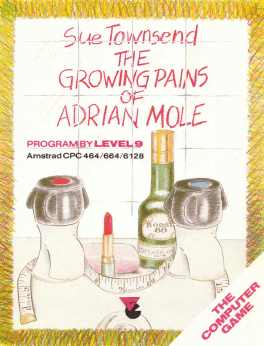 Sue Townsend
THE
GROWING PAINS
OF
ADRIAN MOLE
PROGRAM BY LEVEL 9
Amstrad CPC 464/664/6128
88
THE
COMPUTER
GAME